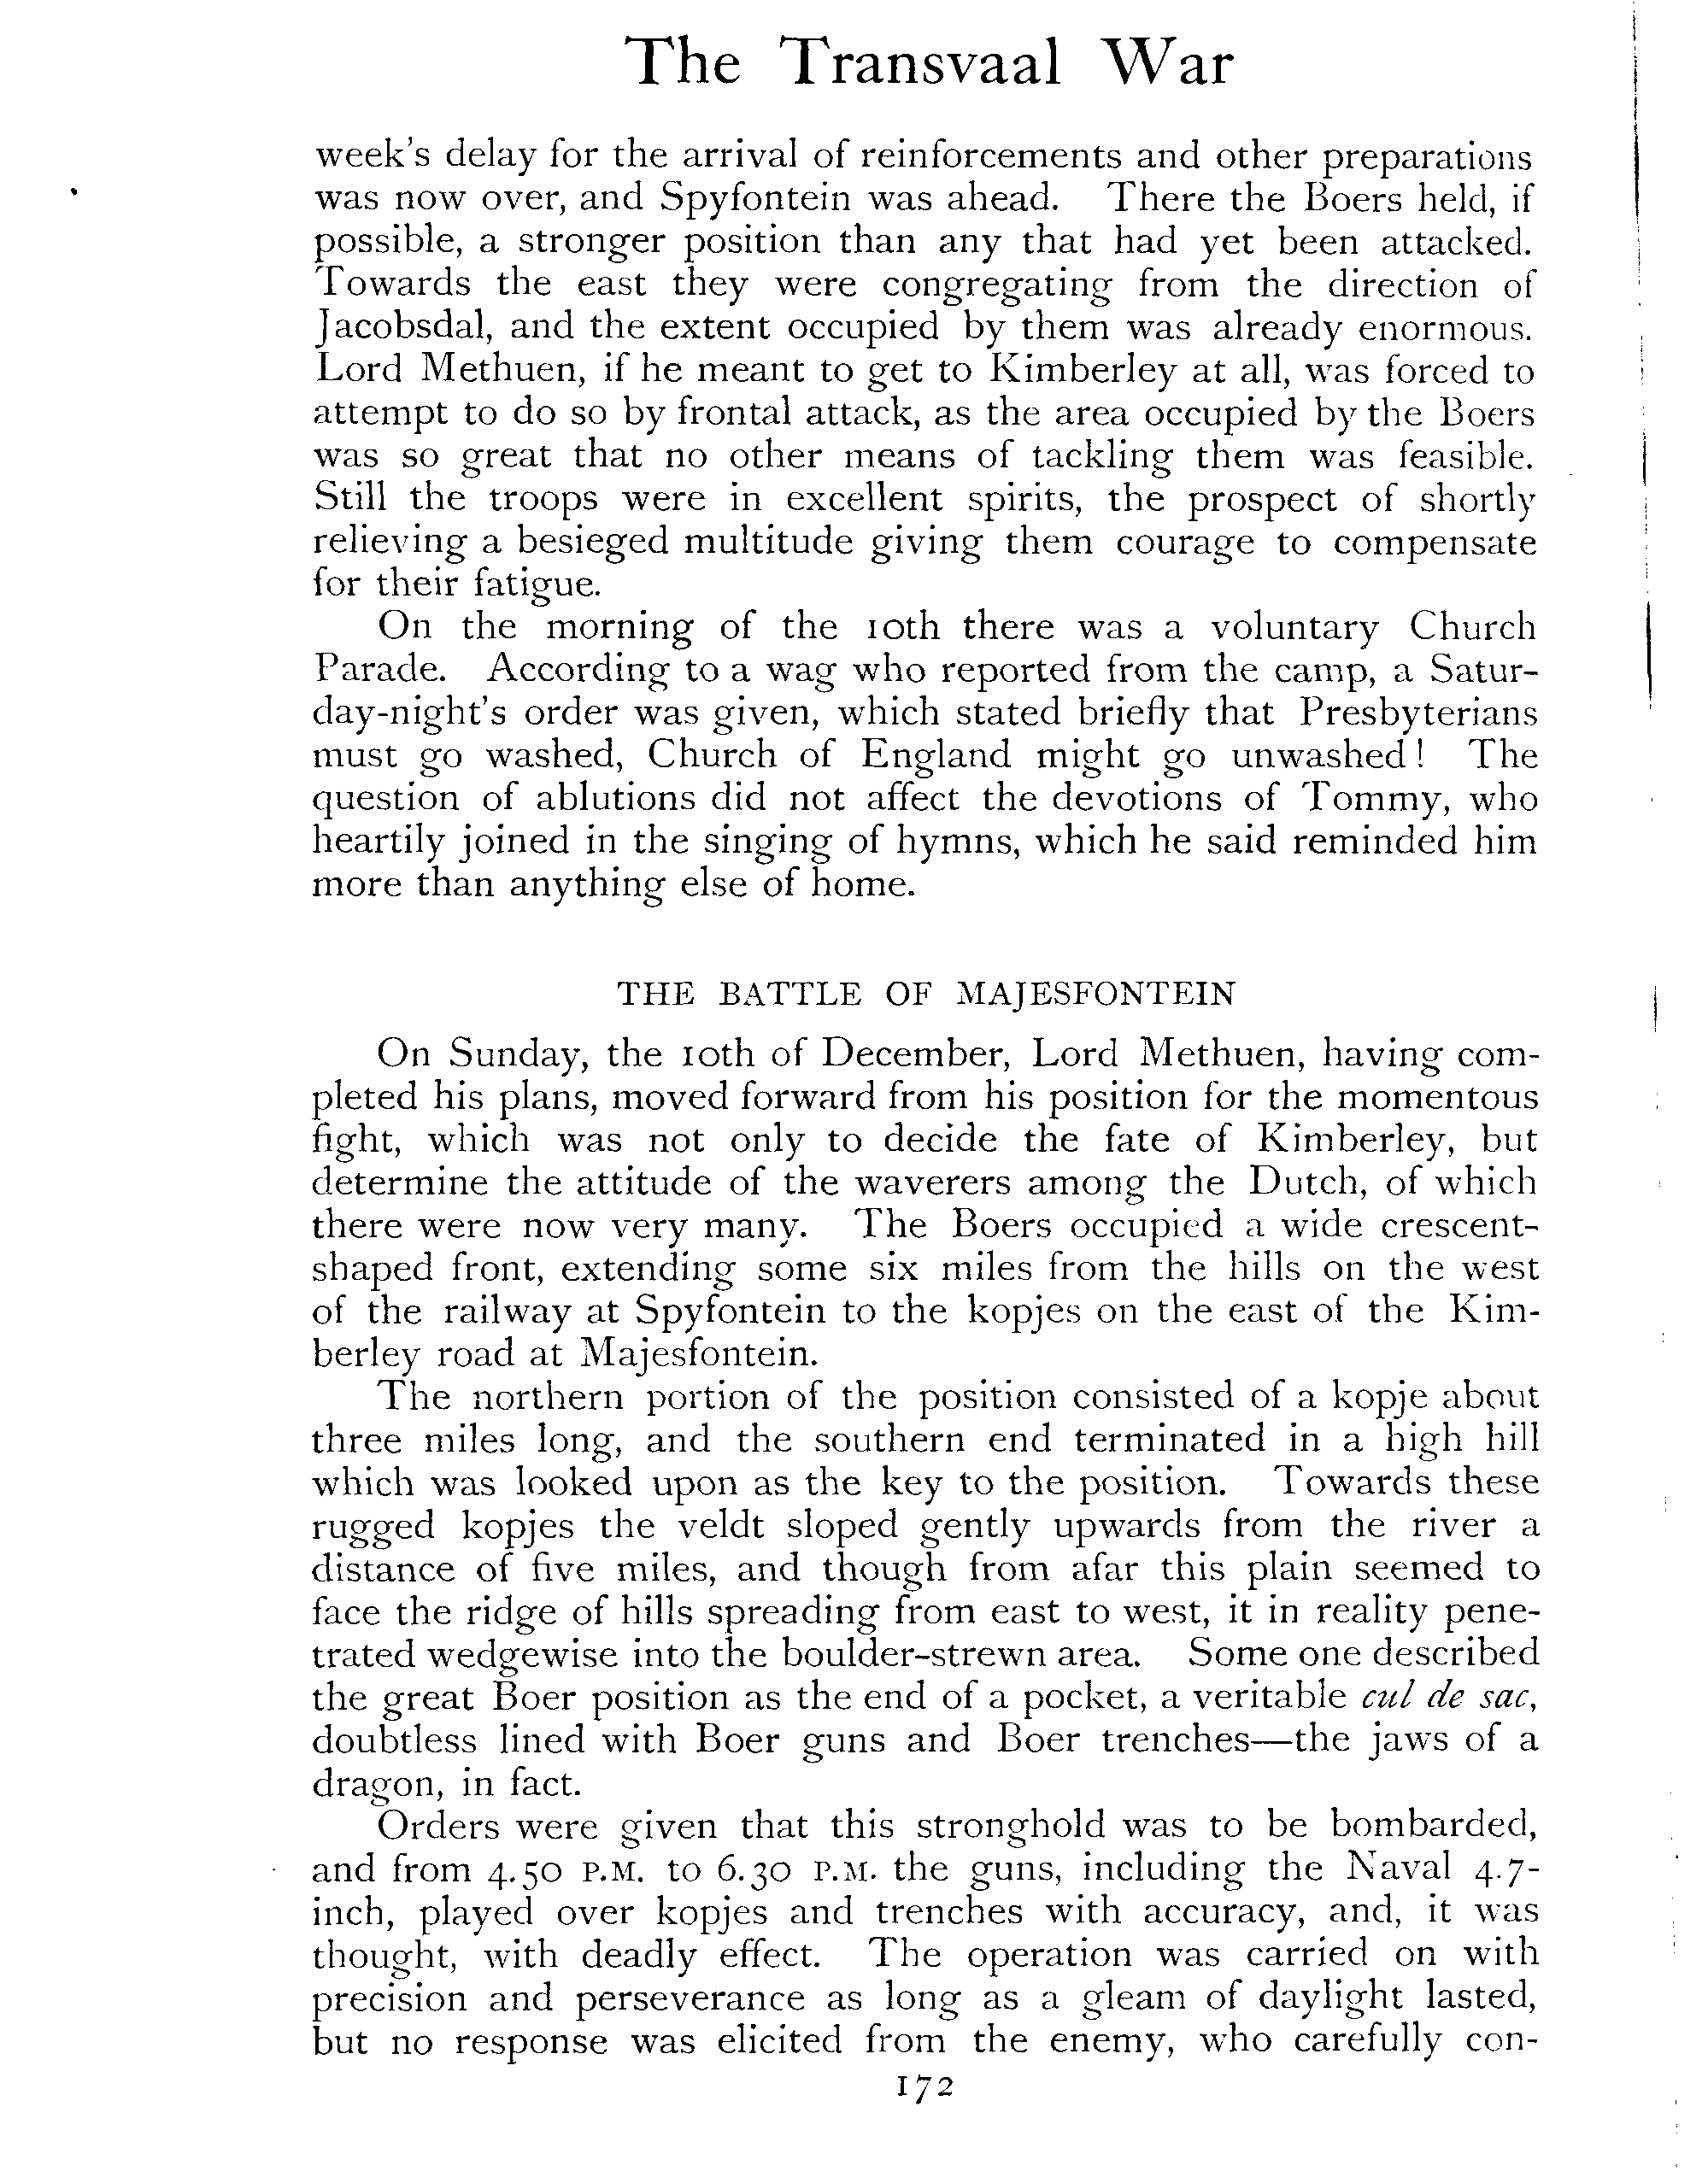 The Transvaal War
week's delay for the arrival of reinforcements and other preparations
was now over, and Spyfontein was ahead. There the Boers held, if
possible, a stronger position than any that had yet been attacked.
Towards the east they were congregating from the direction of
Jacobsdal, and the extent occupied by them was already enormous.
Lord Methuen, if he meant to get to Kimberley at all, was forced to
attempt to do so by frontal attack, as the area occupied by the Boers
was so great that no other means of tackling them was feasible.
Still the troops were in excellent spirits, the prospect of shortly
relieving a besieged multitude giving them courage to compensate
for their fatigue.
On the morning of the 10th there was a voluntary Church
Parade. According to a wag who reported from the camp, a Satur-
day-night's order was given, which stated briefly that Presbyterians
must go washed, Church of England might go unwashed! The
question of ablutions did not affect the devotions of Tommy, who
heartily joined in the singing of hymns, which he said reminded him
more than anything else of home.
THE BATTLE OF MAJESFONTEIN
On Sunday, the 10th of December, Lord Methuen, having com-
pleted his plans, moved forward from his position for the momentous
fight, which was not only to decide the fate of Kimberley, but
determine the attitude of the waverers among the Dutch, of which
there were now very many. The Boers occupied a wide crescent-
shaped front, extending some six miles from the hills on the west
of the railway at Spyfontein to the kopjes on the east of the Kim-
berley road at Majesfontein.
The northern portion of the position consisted of a kopje about
three miles long, and the southern end terminated in a high hill
which was looked upon as the key to the position. Towards these
rugged kopjes the veldt sloped gently upwards from the river a
distance of five miles, and though from afar this plain seemed to
face the ridge of hills spreading from east to west, it in reality pene-
trated wedgewise into the boulder-strewn area. Some one described
the great Boer position as the end of a pocket, a veritable cul de sac,
doubtless lined with Boer guns and Boer trenches—the jaws of a
dragon, in fact.
Orders were given that this stronghold was to be bombarded,
and from 4.50 P.M. to 6.30 P.M. the guns, including the Naval 4.7-
inch, played over kopjes and trenches with accuracy, and, it was
thought, with deadly effect. The operation was carried on with
precision and perseverance as long as a gleam of daylight lasted,
but no response was elicited from the enemy, who carefully con-
172